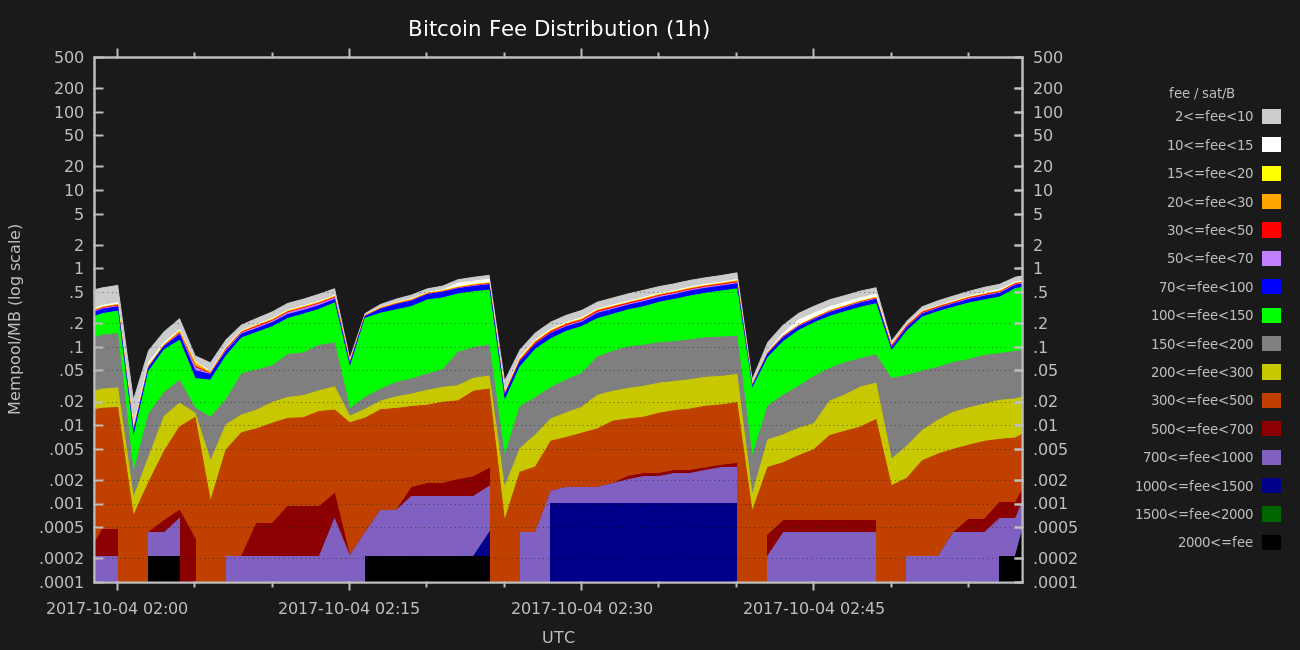 Bitcoin Fee Distribution (1h)
Mempool/MB (log scale)
500
200
100
50
20
10
5
2
1
.5
.2
.1
.05
.02
.01
.005
.002
.001
.0005
.0002
.0001
500
200
100
50
20
10
5
2
1
.5
.2
.1
.05
.02
.01
.005
.002
.001
.0005
.0002
.0001
2017-10-04 02:00 2017-10-04 02:15 2017-10-04 02:30 2017-10-04 02:45
UTC
fee / sat/B
2<=fee<10
10<=fee<15
15<=fee<20
20<=fee<30
30<=fee<50
50<=fee<70
70<=fee<100
100<=fee<150
150<=fee<200
200<=fee<300
300<=fee<500
500<=fee<700
700<=fee<1000
1000<=fee<1500
1500<=fee<2000
2000<=fee